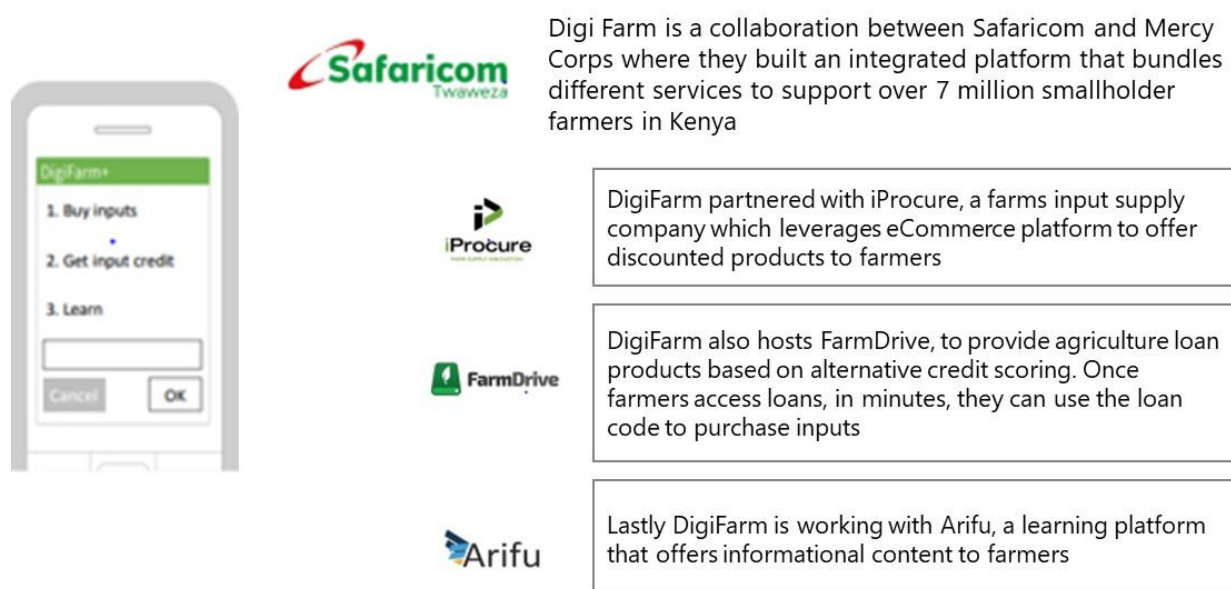 Safaricom
Twaweza
Digi Farm is a collaboration between Safaricom and Mercy
Corps where they built an integrated platform that bundles
different services to support over 7 million smallholder
farmers in Kenya
DigiFarm+
1. Buy inputs
2. Get input credit
3. Learn
Cancel
OK
iProcure
FARM SUPPLY INNOVATION
DigiFarm partnered with iProcure, a farms input supply
company which leverages eCommerce platform to offer
discounted products to farmers
FarmDrive
DigiFarm also hosts FarmDrive, to provide agriculture loan
products based on alternative credit scoring. Once
farmers access loans, in minutes, they can use the loan
code to purchase inputs
Arifu
Lastly DigiFarm is working with Arifu, a learning platform
that offers informational content to farmers